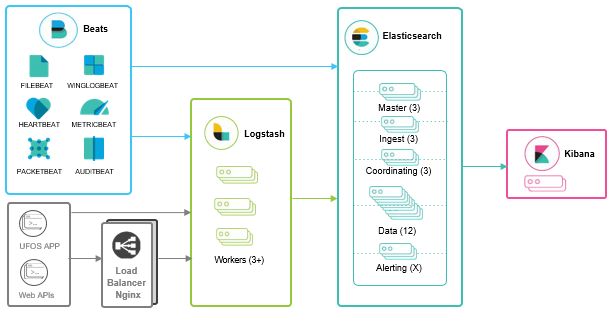 Beats
FILEBEAT WINGLOGBEAT
HEARTBEAT METRICBEAT
PACKETBEAT AUDITBEAT
UFOS APP
Web APIs
Load
Balancer
Nginx
Logstash
Workers (3+)
Elasticsearch
Master (3)
Ingest (3)
Coordinating (3)
Data (12)
Alerting (X)
Kibana